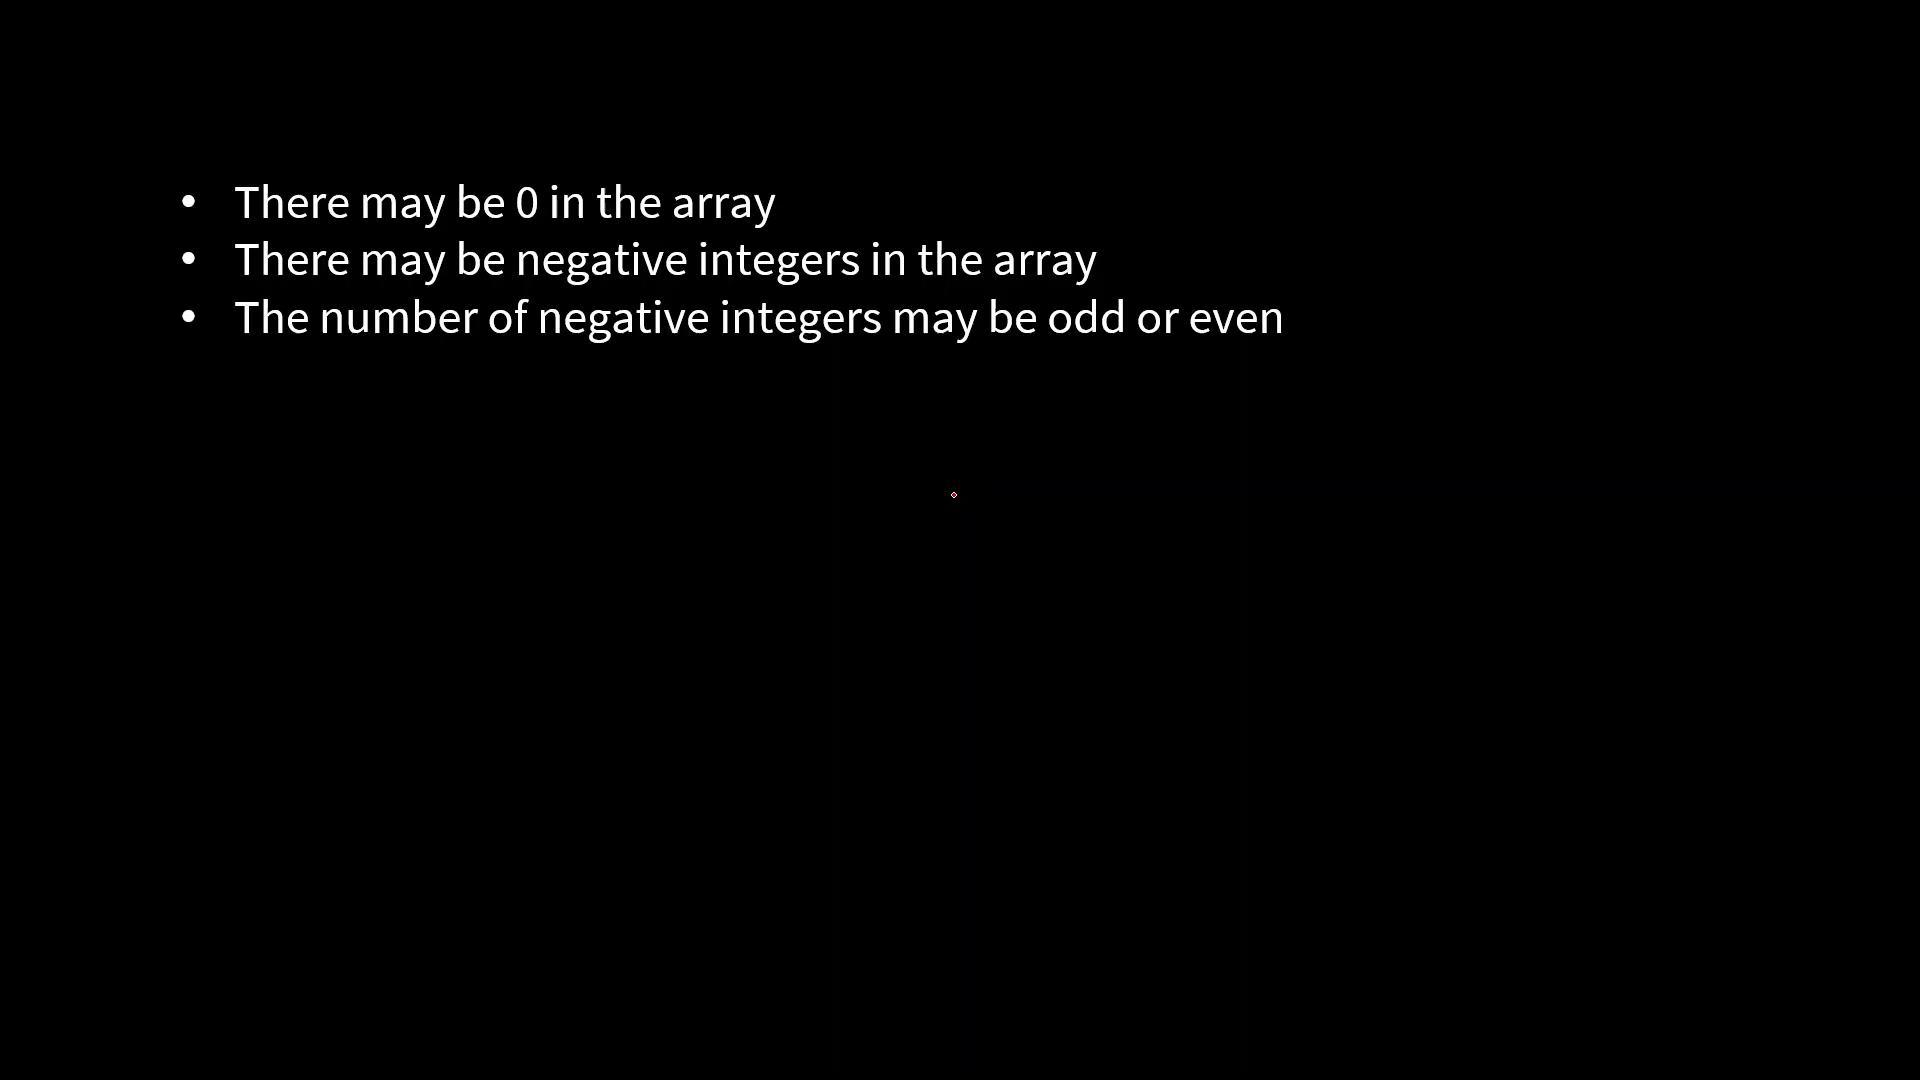 • There may be 0 in the array
• There may be negative integers in the array
• The number of negative integers may be odd or even